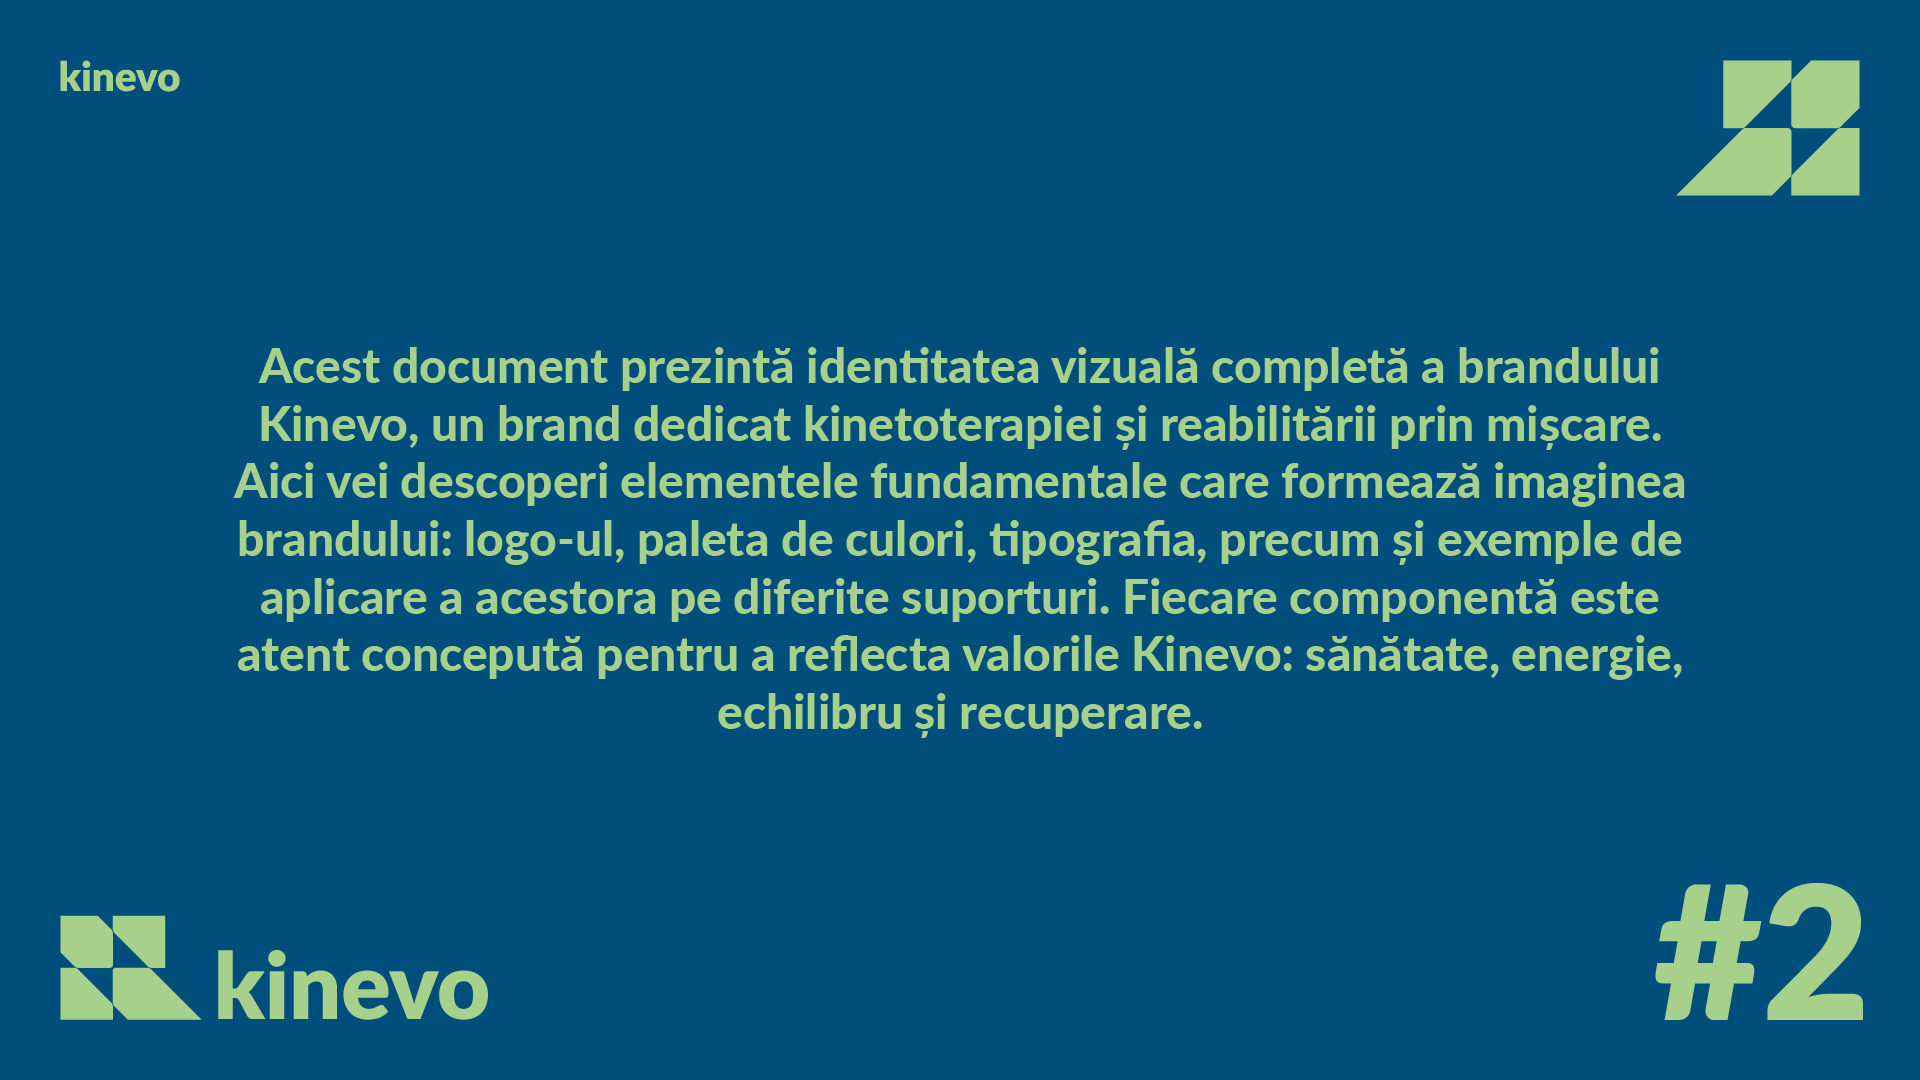 kinevo
Acest document prezintă identitatea vizuală completă a brandului
Kinevo, un brand dedicat kinetoterapiei și reabilitării prin mișcare.
Aici vei descoperi elementele fundamentale care formează imaginea
brandului: logo-ul, paleta de culori, tipografia, precum și exemple de
aplicare a acestora pe diferite suporturi. Fiecare componentă este
atent concepută pentru a reflecta valorile Kinevo: sănătate, energie,
echilibru și recuperare.
kinevo
#2